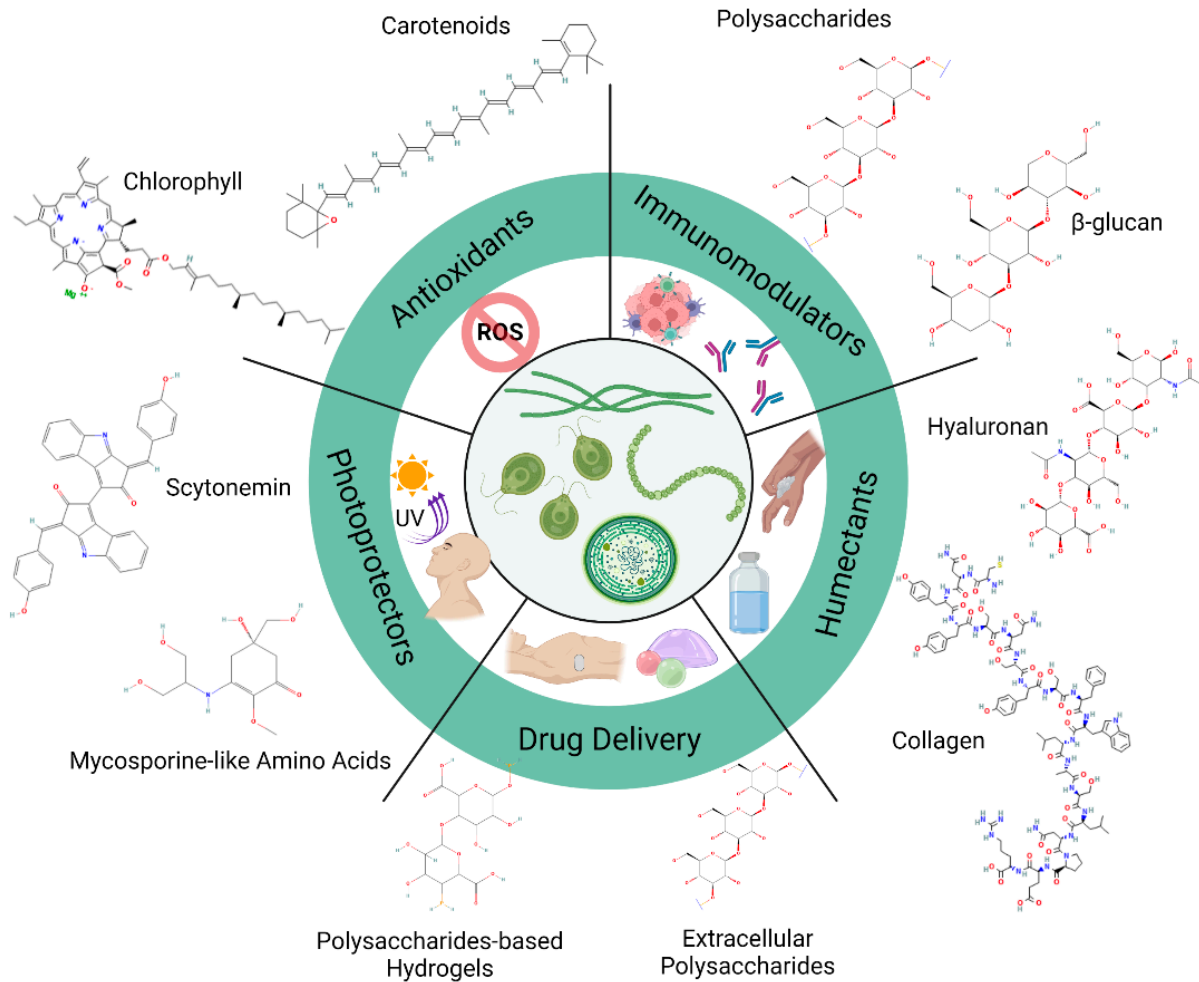 Carotenoids
Polysaccharides
Chlorophyll
β-glucan
Antioxidants
Immunomodulators
ROS
Hyaluronan
Scytonemin
Photoprotectors
UV
Humectants
Mycosporine-like Amino Acids
Collagen
Drug Delivery
Polysaccharides-based
Hydrogels
Extracellular
Polysaccharides